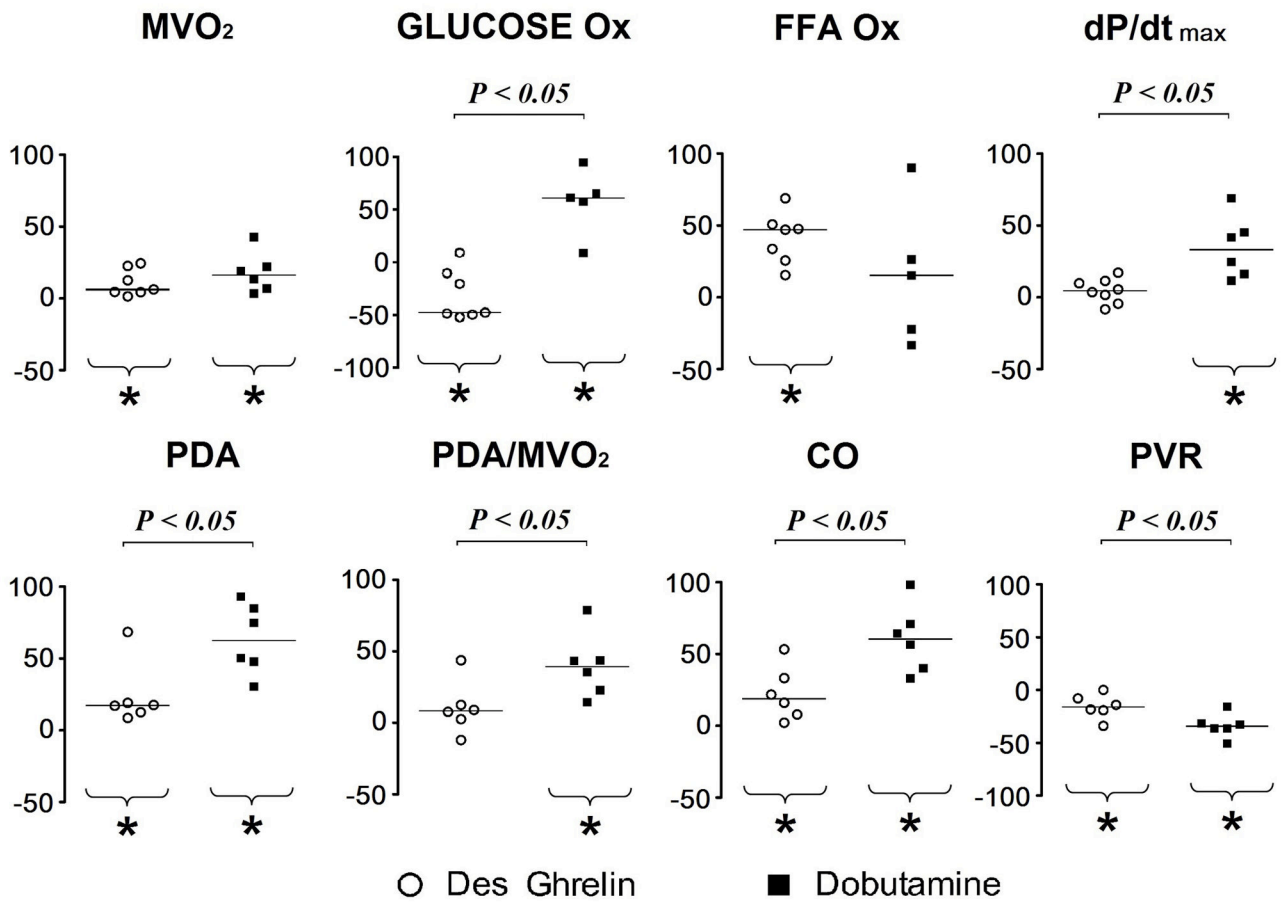 MVO₂ GLUCOSE Ox FFA Ox dP/dt max
P < 0.05 P < 0.05
100 100 100 100
50 50 50 50
0 0 0 0
-50 -50 -50 -50
-100
* * * * * *
PDA PDA/MVO₂ CO PVR
P < 0.05 P < 0.05 P < 0.05 P < 0.05
100 100 100 100
50 50 50 50
0 0 0 0
-50 -50 -50 -50
-100
* * * * * * *
Des Ghrelin Dobutamine